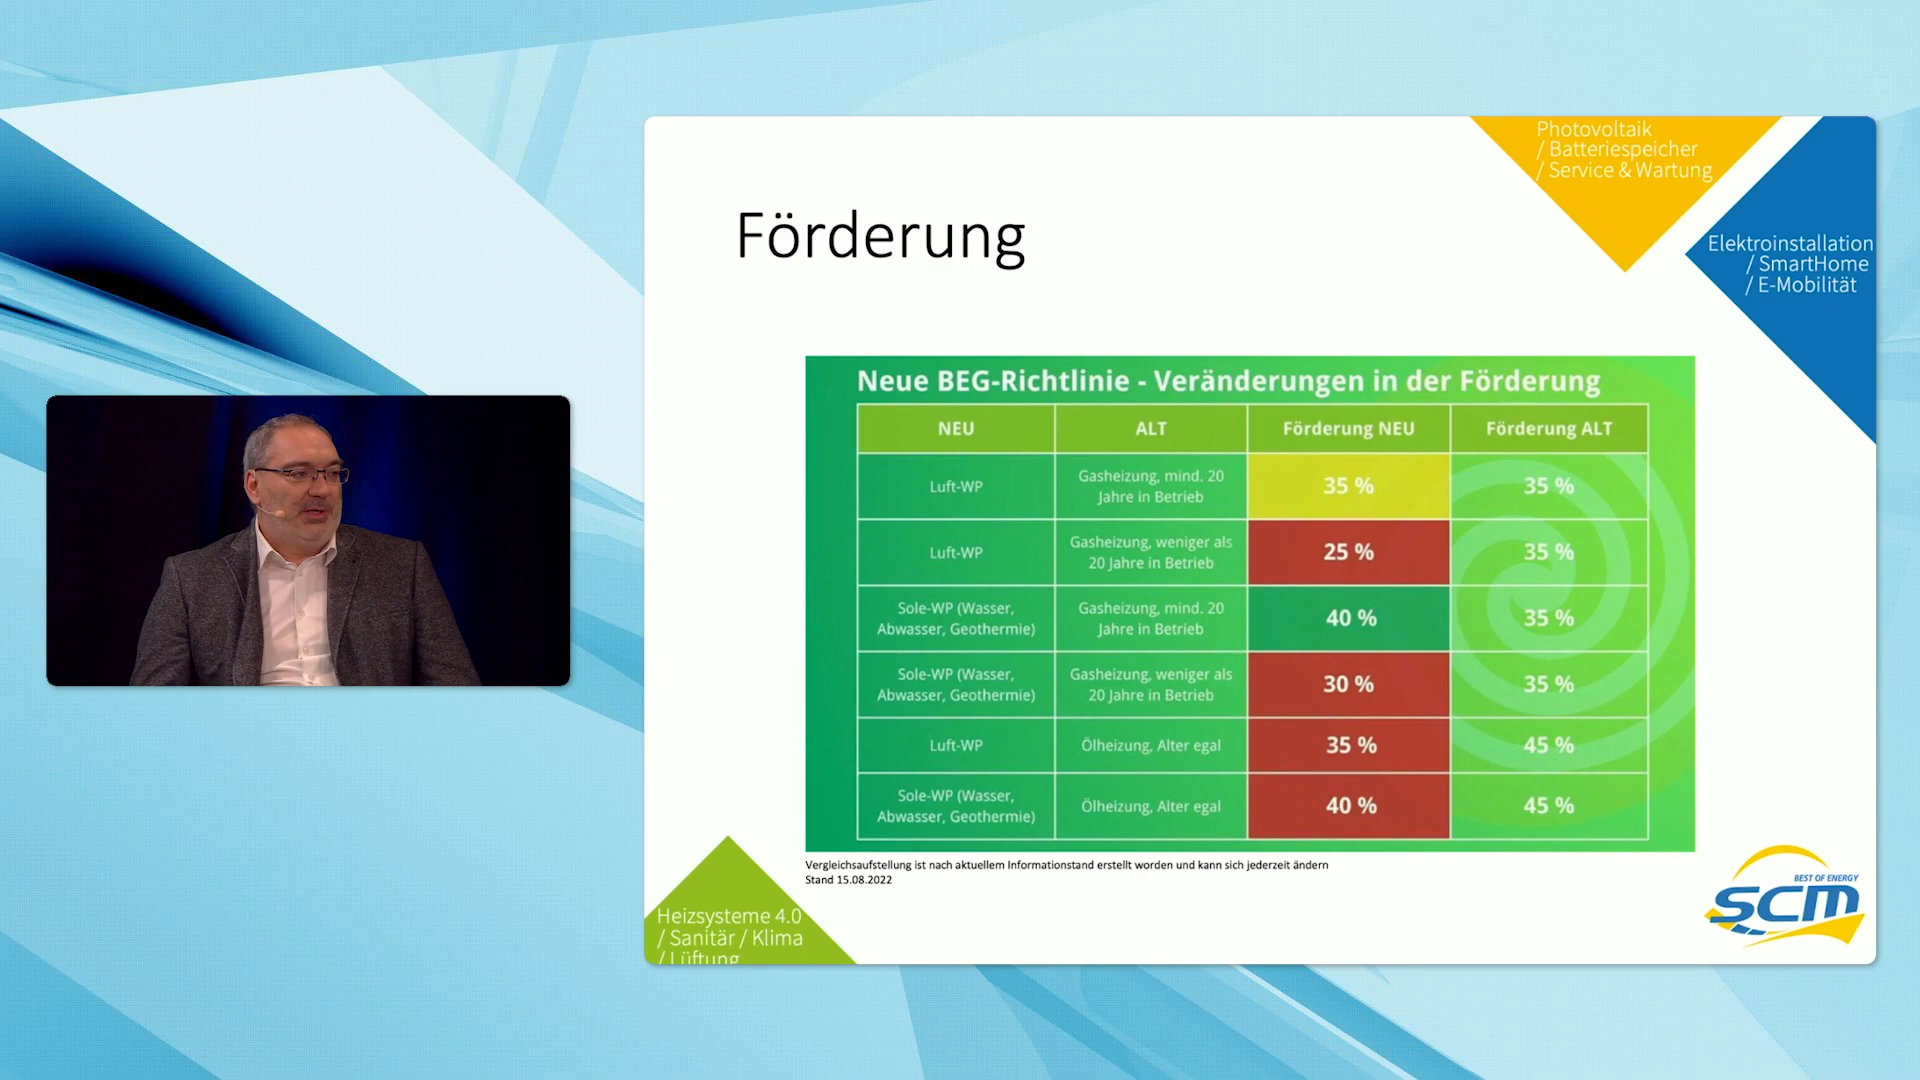 Photovoltaik
/ Batteriespeicher
/ Service & Wartung
Elektroinstallation
/ SmartHome
/ E-Mobilität
Förderung
Neue BEG-Richtlinie - Veränderungen in der Förderung
NEU ALT Förderung NEU Förderung ALT
Luft-WP Gasheizung, mind. 20 Jahre in Betrieb 35 % 35 %
Luft-WP Gasheizung, weniger als 20 Jahre in Betrieb 25 % 35 %
Sole-WP (Wasser, Abwasser, Geothermie) Gasheizung, mind. 20 Jahre in Betrieb 40 % 35 %
Sole-WP (Wasser, Abwasser, Geothermie) Gasheizung, weniger als 20 Jahre in Betrieb 30 % 35 %
Luft-WP Ölheizung, Alter egal 35 % 45 %
Sole-WP (Wasser, Abwasser, Geothermie) Ölheizung, Alter egal 40 % 45 %
Vergleichsaufstellung ist nach aktuellem Informationstand erstellt worden und kann sich jederzeit ändern
Stand 15.08.2022
Heizsysteme 4.0
/ Sanitär / Klima
/ Lüftung
BEST OF ENERGY
SCM